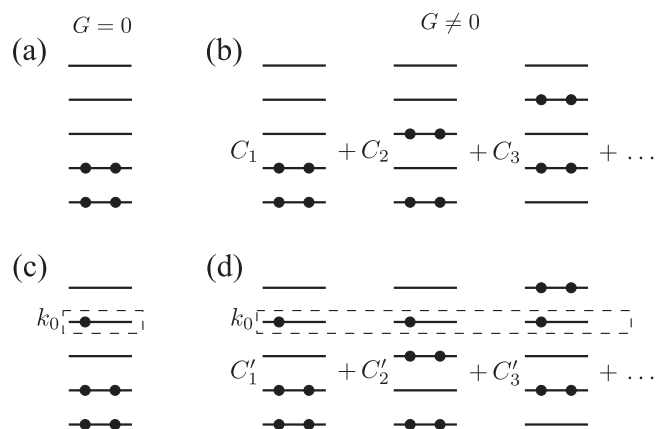 G = 0
G ≠ 0
(a)
(b)
C₁ + C₂ + C₃ + ...
(c)
(d)
k₀
k₀
C′₁ + C′₂ + C′₃ + ...